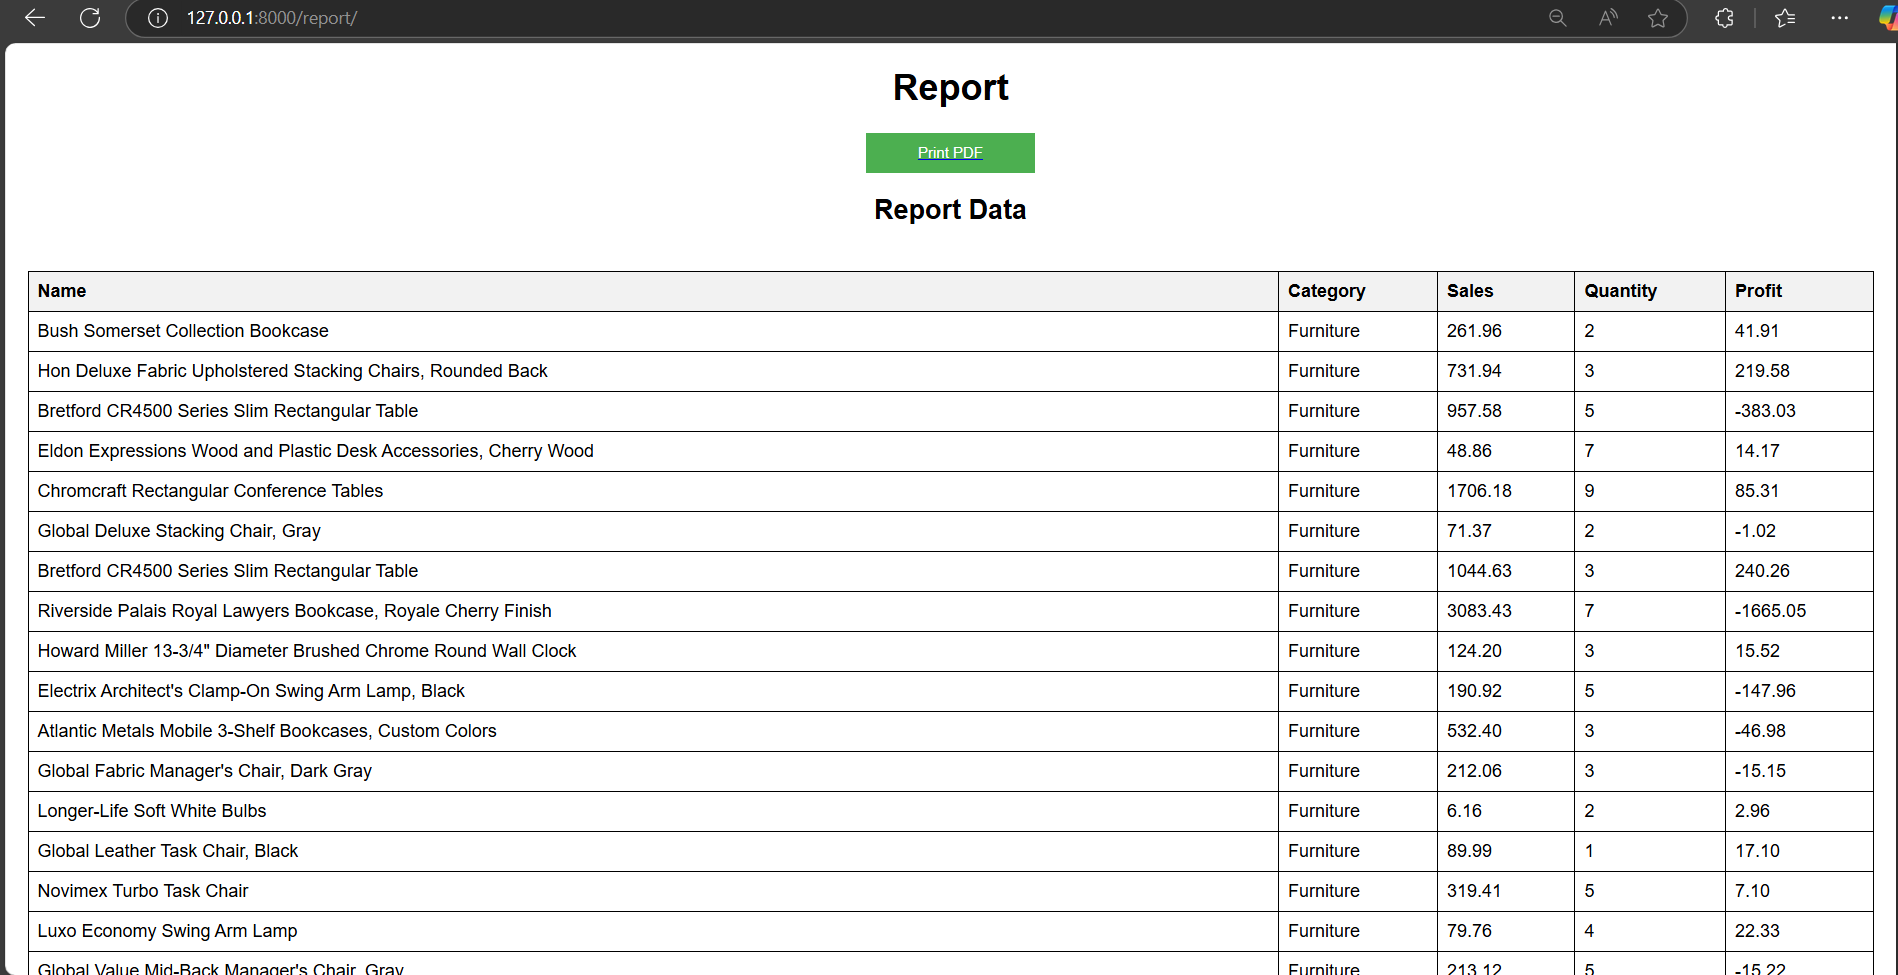 127.0.0.1:8000/report/
Report
Print PDF
Report Data
Name Category Sales Quantity Profit
Bush Somerset Collection Bookcase Furniture 261.96 2 41.91
Hon Deluxe Fabric Upholstered Stacking Chairs, Rounded Back Furniture 731.94 3 219.58
Bretford CR4500 Series Slim Rectangular Table Furniture 957.58 5 -383.03
Eldon Expressions Wood and Plastic Desk Accessories, Cherry Wood Furniture 48.86 7 14.17
Chromcraft Rectangular Conference Tables Furniture 1706.18 9 85.31
Global Deluxe Stacking Chair, Gray Furniture 71.37 2 -1.02
Bretford CR4500 Series Slim Rectangular Table Furniture 1044.63 3 240.26
Riverside Palais Royal Lawyers Bookcase, Royale Cherry Finish Furniture 3083.43 7 -1665.05
Howard Miller 13-3/4" Diameter Brushed Chrome Round Wall Clock Furniture 124.20 3 15.52
Electrix Architect's Clamp-On Swing Arm Lamp, Black Furniture 190.92 5 -147.96
Atlantic Metals Mobile 3-Shelf Bookcases, Custom Colors Furniture 532.40 3 -46.98
Global Fabric Manager's Chair, Dark Gray Furniture 212.06 3 -15.15
Longer-Life Soft White Bulbs Furniture 6.16 2 2.96
Global Leather Task Chair, Black Furniture 89.99 1 17.10
Novimex Turbo Task Chair Furniture 319.41 5 7.10
Luxo Economy Swing Arm Lamp Furniture 79.76 4 22.33
Global Value Mid-Back Manager's Chair, Gray Furniture 213.12 5 -15.22